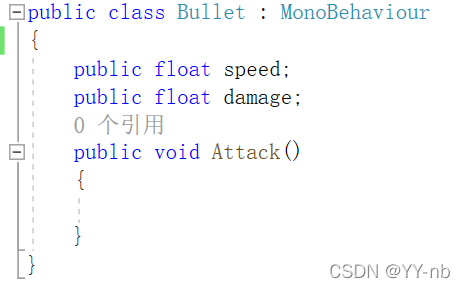 public class Bullet : MonoBehaviour
{
public float speed;
public float damage;
0 个引用
public void Attack()
{
}
}
CSDN @YY-nb